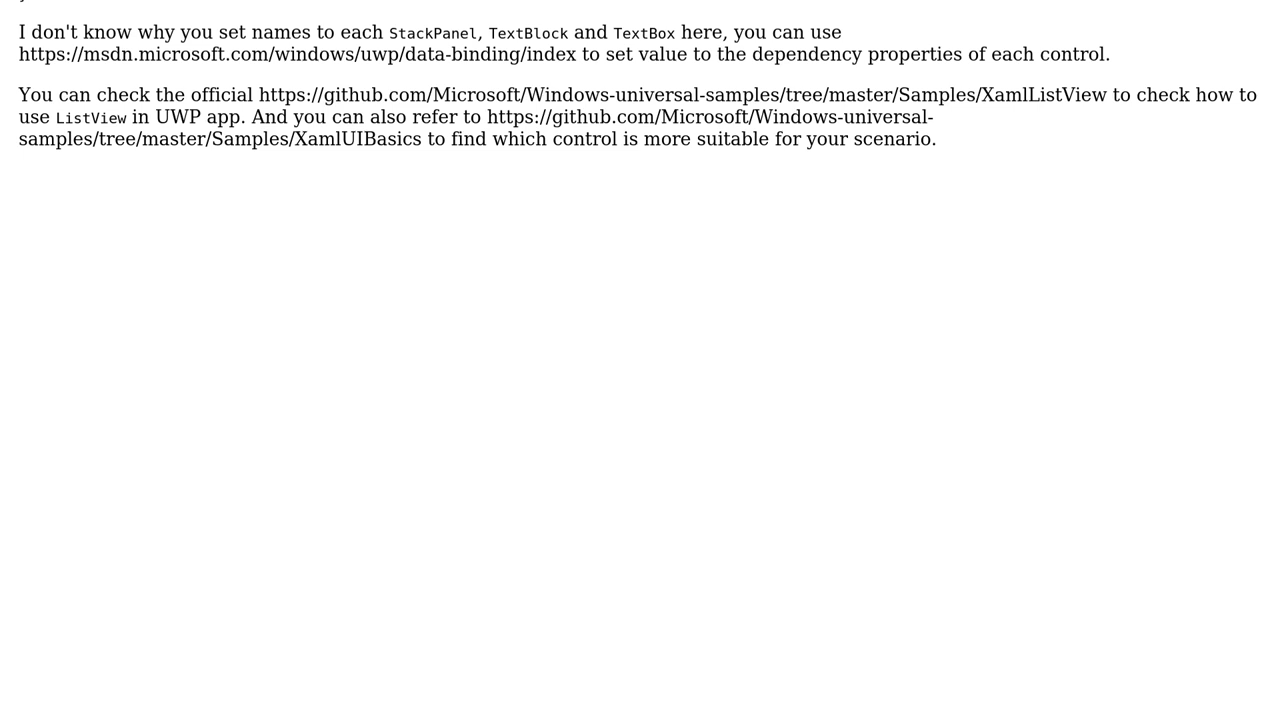 I don't know why you set names to each StackPanel, TextBlock and TextBox here, you can use
https://msdn.microsoft.com/windows/uwp/data-binding/index to set value to the dependency properties of each control.
You can check the official https://github.com/Microsoft/Windows-universal-samples/tree/master/Samples/XamlListView to check how to
use ListView in UWP app. And you can also refer to https://github.com/Microsoft/Windows-universal-
samples/tree/master/Samples/XamlUIBasics to find which control is more suitable for your scenario.